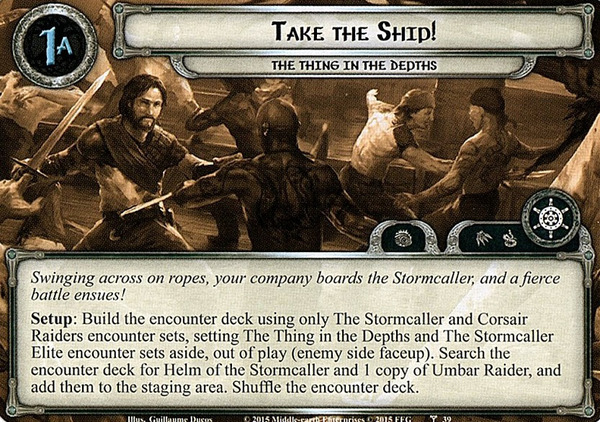 1A
TAKE THE SHIP!
THE THING IN THE DEPTHS
Swinging across on ropes, your company boards the Stormcaller, and a fierce
battle ensues!
Setup: Build the encounter deck using only The Stormcaller and Corsair
Raiders encounter sets, setting The Thing in the Depths and The Stormcaller
Elite encounter sets aside, out of play (enemy side faceup). Search the
encounter deck for Helm of the Stormcaller and 1 copy of Umbar Raider, and
add them to the staging area. Shuffle the encounter deck.
Illus. Guillaume Ducos © 2015 Middle-earth Enterprises © 2015 FFG 39